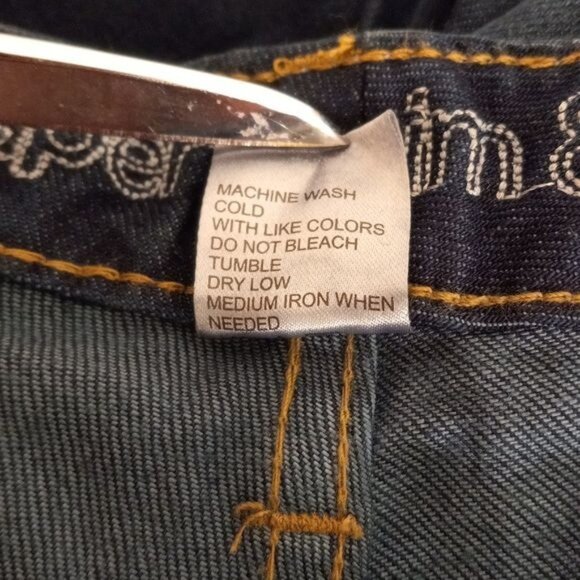 MACHINE WASH
COLD
WITH LIKE COLORS
DO NOT BLEACH
TUMBLE
DRY LOW
MEDIUM IRON WHEN
NEEDED